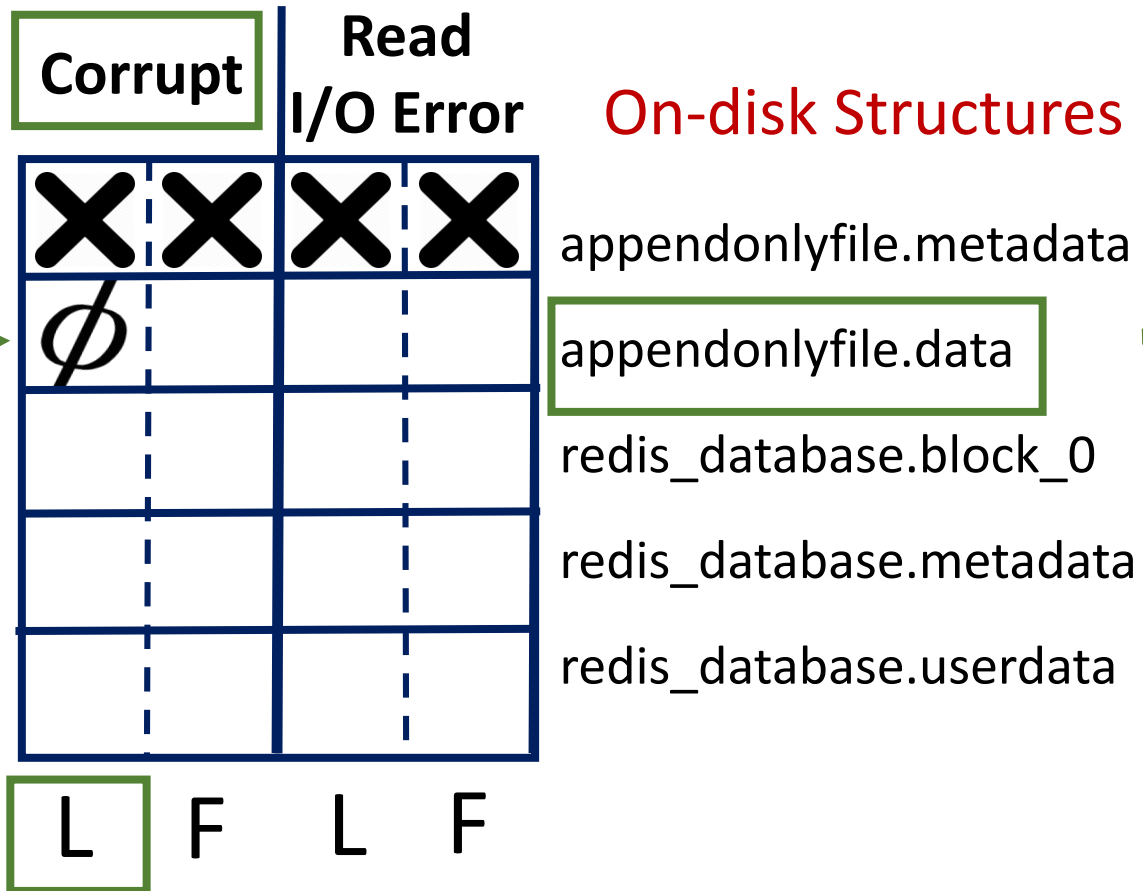 Corrupt
Read
I/O Error
On-disk Structures
appendonlyfile.metadata
ϕ
appendonlyfile.data
redis_database.block_0
redis_database.metadata
redis_database.userdata
L F L F